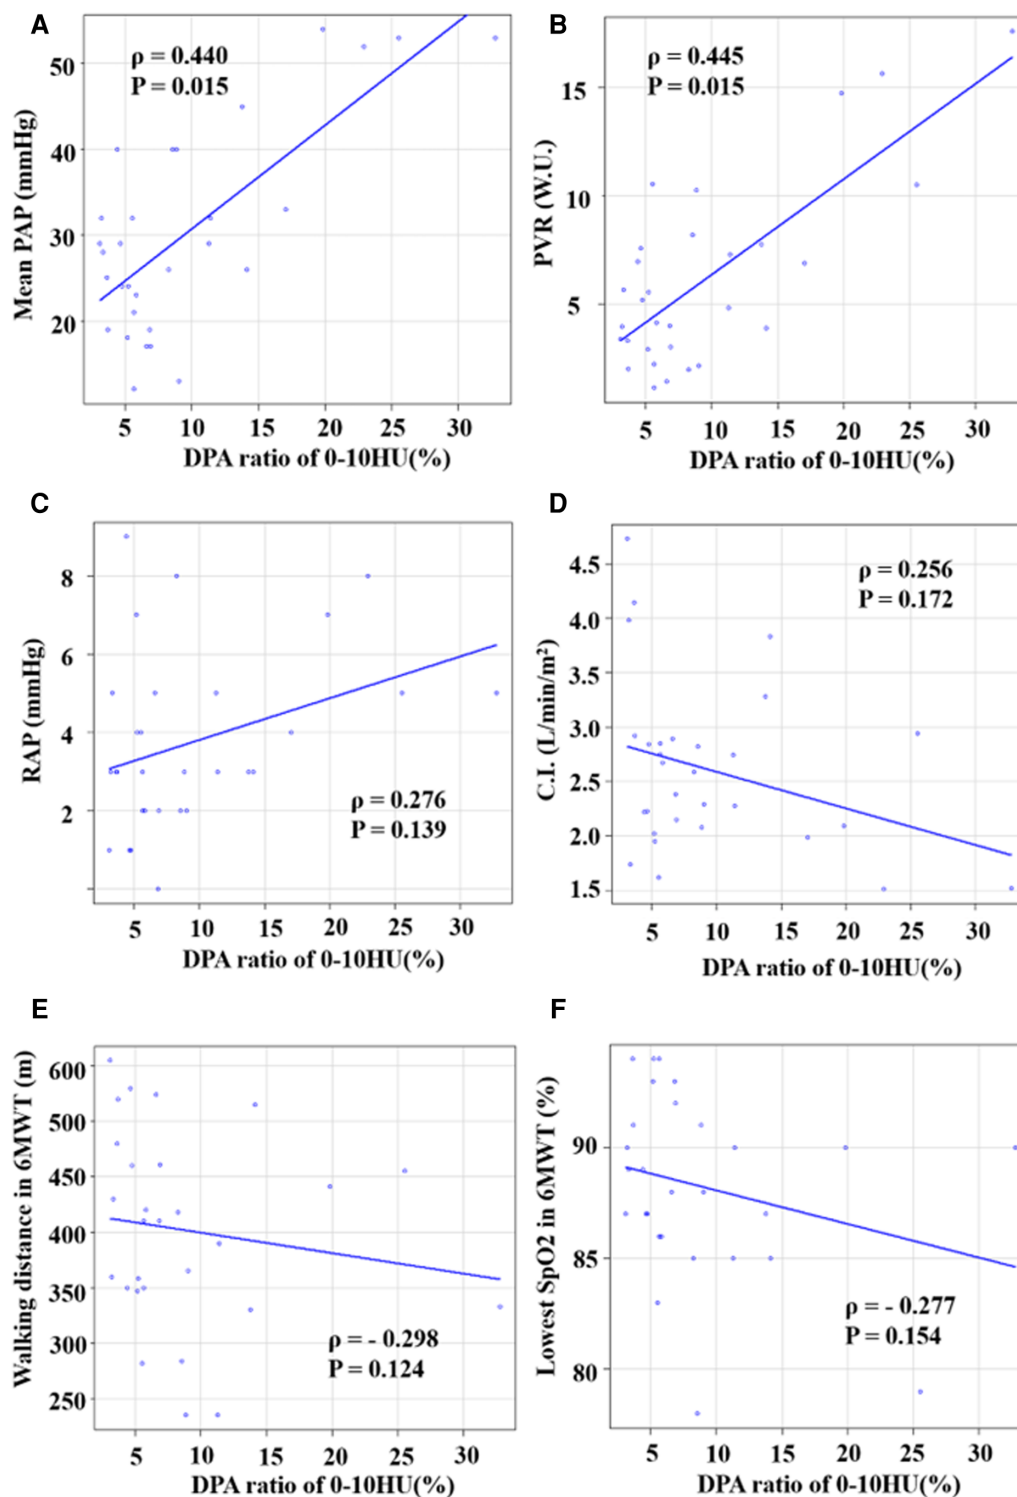 A
ρ = 0.440
P = 0.015
Mean PAP (mmHg)
50
40
30
20
5 10 15 20 25 30
DPA ratio of 0-10HU(%)
B
ρ = 0.445
P = 0.015
PVR (W.U.)
15
10
5
5 10 15 20 25 30
DPA ratio of 0-10HU(%)
C
RAP (mmHg)
8
6
4
2
ρ = 0.276
P = 0.139
5 10 15 20 25 30
DPA ratio of 0-10HU(%)
D
ρ = 0.256
P = 0.172
C.I. (L/min/m²)
4.5
4.0
3.5
3.0
2.5
2.0
1.5
5 10 15 20 25 30
DPA ratio of 0-10HU(%)
E
Walking distance in 6MWT (m)
600
500
450
400
350
300
250
ρ = - 0.298
P = 0.124
5 10 15 20 25 30
DPA ratio of 0-10HU(%)
F
Lowest SpO2 in 6MWT (%)
90
85
80
ρ = - 0.277
P = 0.154
5 10 15 20 25 30
DPA ratio of 0-10HU(%)